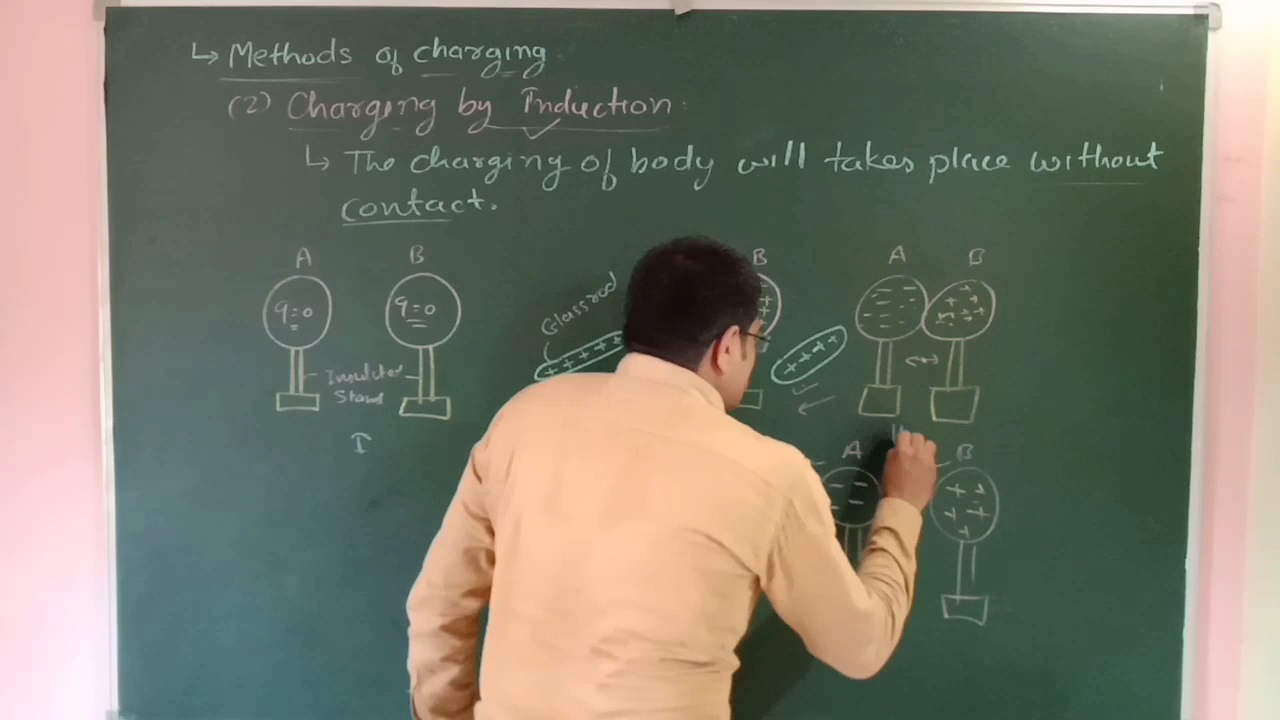 ↳ Methods of charging
(2) Charging by Induction:
↳ The charging of body will takes place without
contact.
A B B A B
q=0 q=0
Glass rod
Insulator
Stand
I
A B